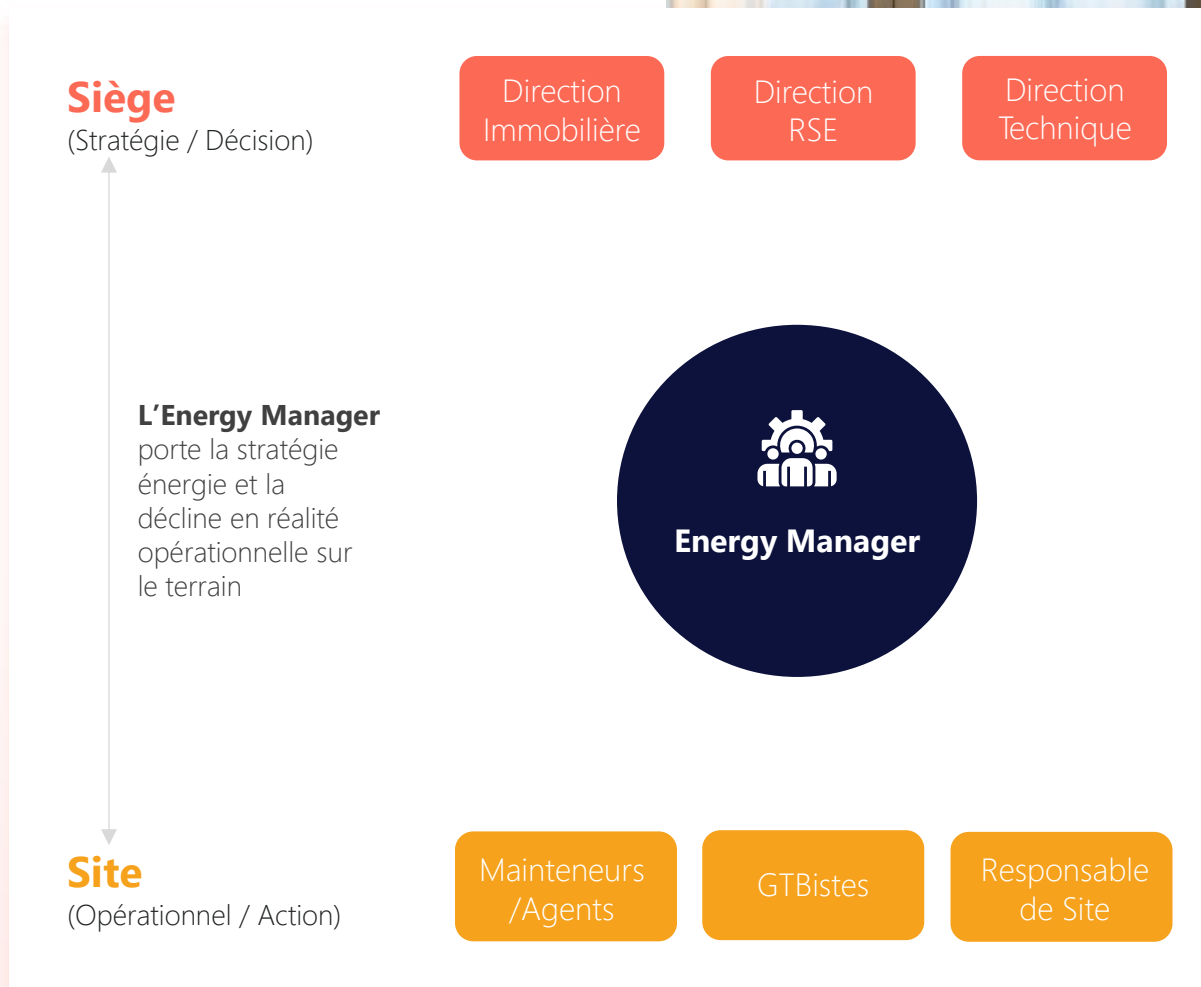 Siège
(Stratégie / Décision)
Direction
Immobilière
Direction
RSE
Direction
Technique
L’Energy Manager
porte la stratégie
énergie et la
décline en réalité
opérationnelle sur
le terrain
Energy Manager
Site
(Opérationnel / Action)
Mainteneurs
/Agents
GTBistes
Responsable
de Site